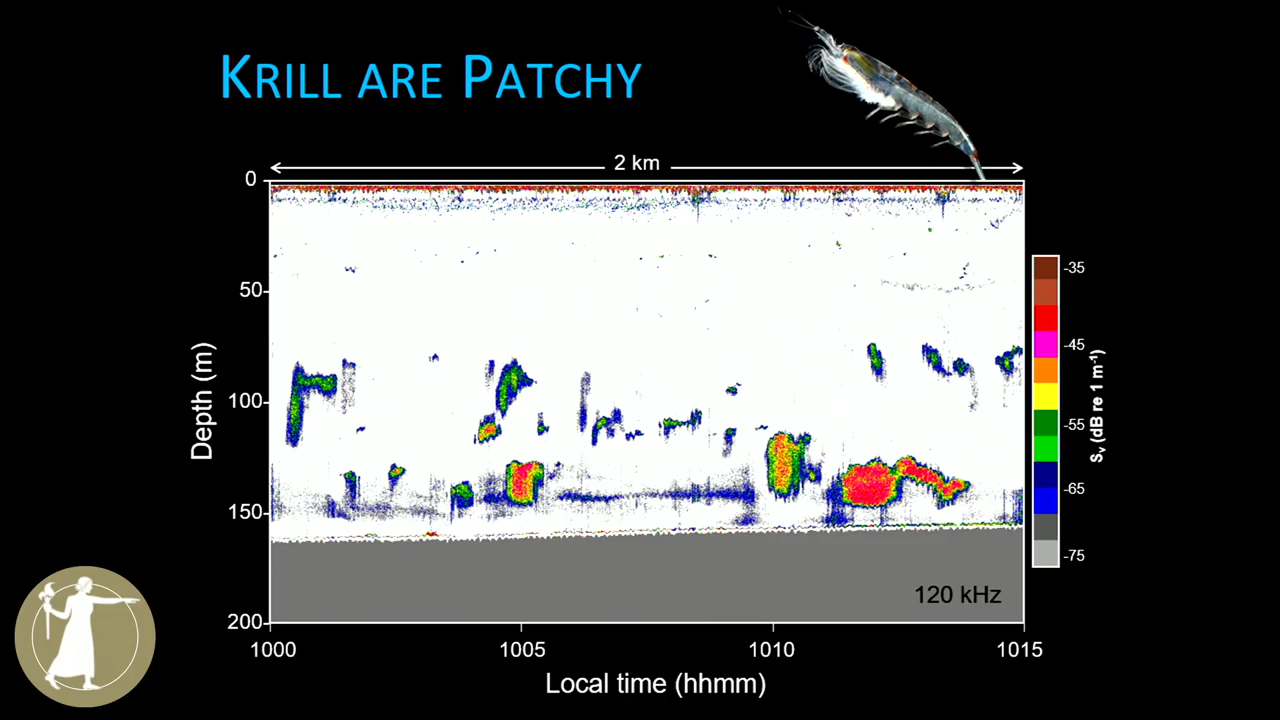 KRILL ARE PATCHY
2 km
0
50
100
150
200
Depth (m)
-35
-45
-55
-65
-75
Sv (dB re 1 m-1)
120 kHz
1000 1005 1010 1015
Local time (hhmm)